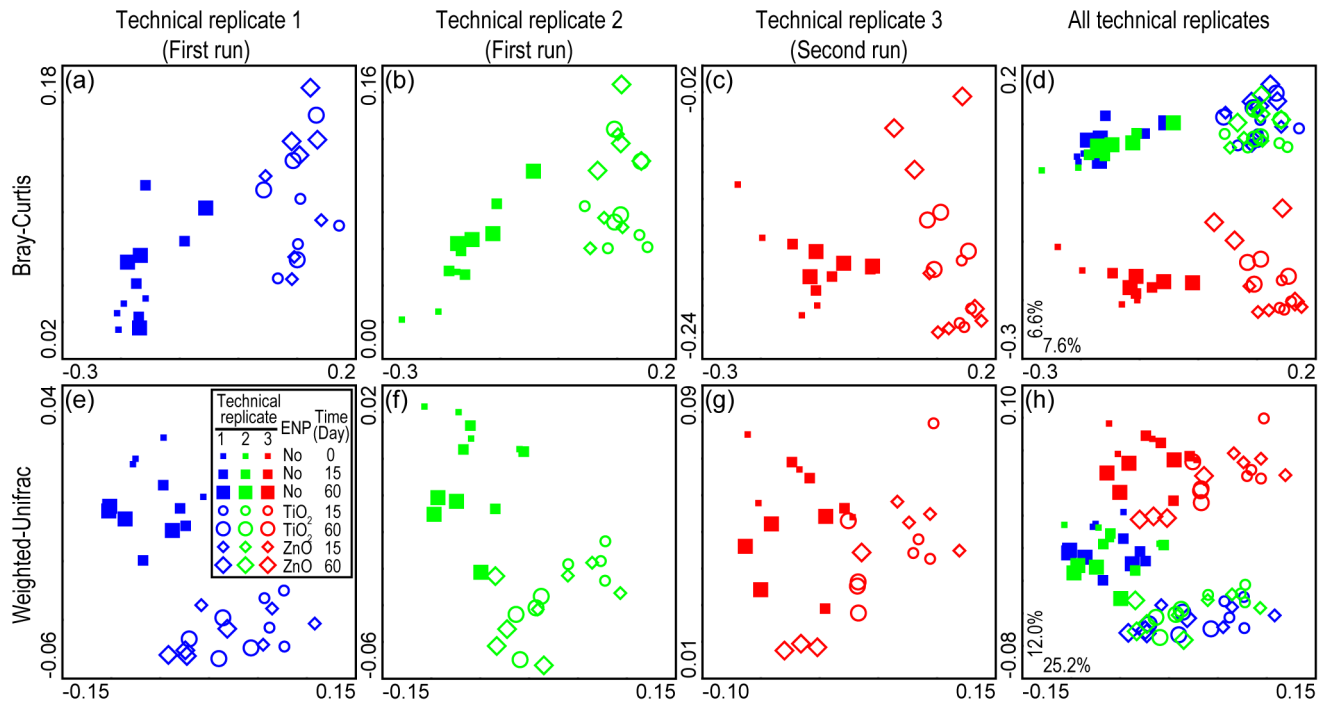 Technical replicate 1
(First run)
Technical replicate 2
(First run)
Technical replicate 3
(Second run)
All technical replicates
Bray-Curtis
(a)
0.18
0.02
-0.3
0.2
(b)
0.16
0.00
-0.3
0.2
(c)
-0.02
-0.24
-0.3
0.2
(d)
0.2
-0.3
6.6%
7.6%
-0.3
0.2
Weighted-Unifrac
(e)
0.04
-0.06
-0.15
0.15
Technical
replicate
ENP
Time
(Day)
1 2 3
No 0
No 15
No 60
TiO2 15
TiO2 60
ZnO 15
ZnO 60
(f)
0.02
-0.06
-0.15
0.15
(g)
0.09
0.01
-0.10
0.15
(h)
0.10
-0.08
12.0%
25.2%
-0.15
0.15